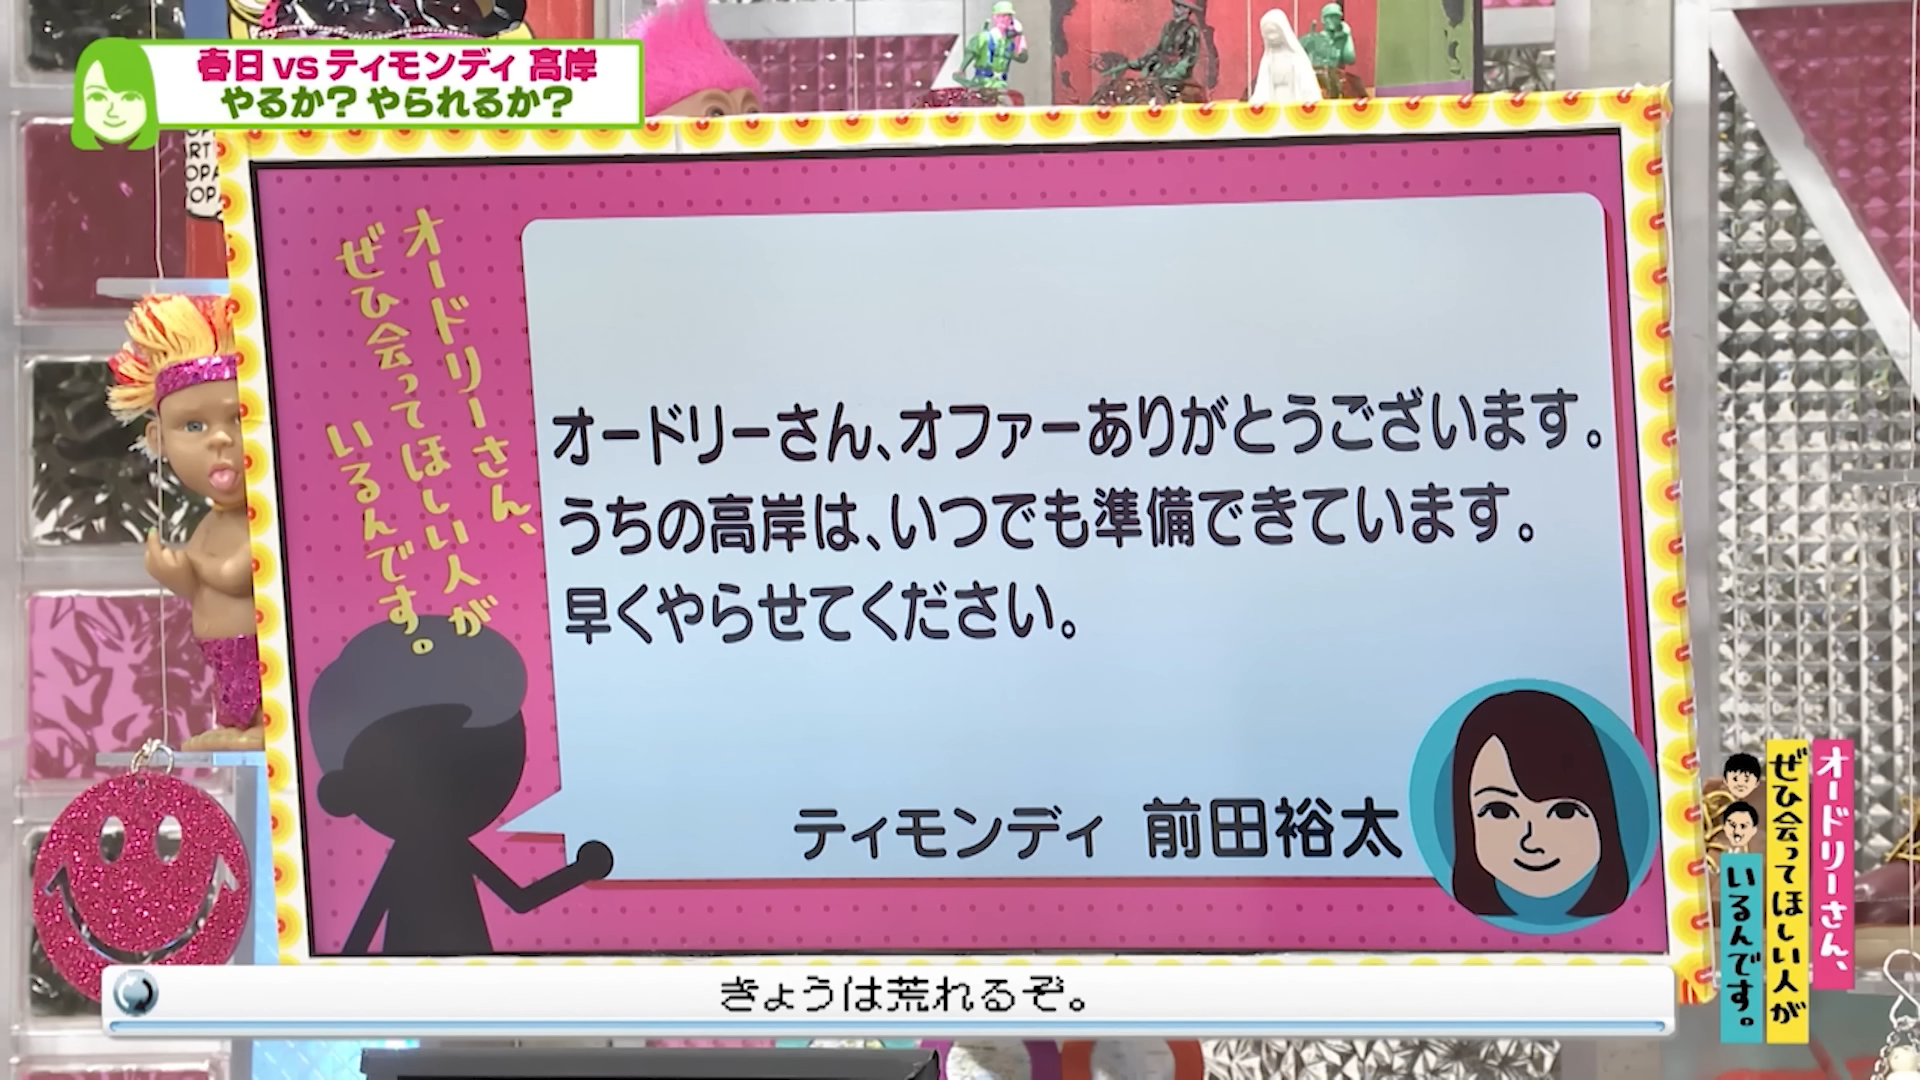 春日vsティモンディ高岸
やるか？やられるか？
ART
OPA
OP
オードリーさん、
ぜひ会ってほしい人が
いるんです。
オードリーさん、オファーありがとうございます。
うちの高岸は、いつでも準備できています。
早くやらせてください。
ティモンディ 前田裕太
オードリーさん、
ぜひ会ってほしい人が
いるんです。
きょうは荒れるぞ。